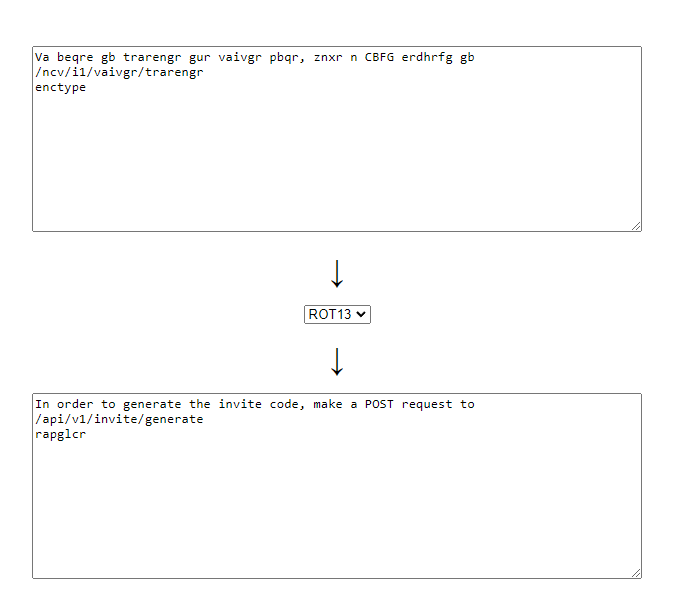 Va beqre gb trarengr gur vaivgr pbqr, znxr n CBFG erdhrfg gb
/ncv/i1/vaivgr/trarengr
enctype
ROT13
In order to generate the invite code, make a POST request to
/api/v1/invite/generate
rapglcr